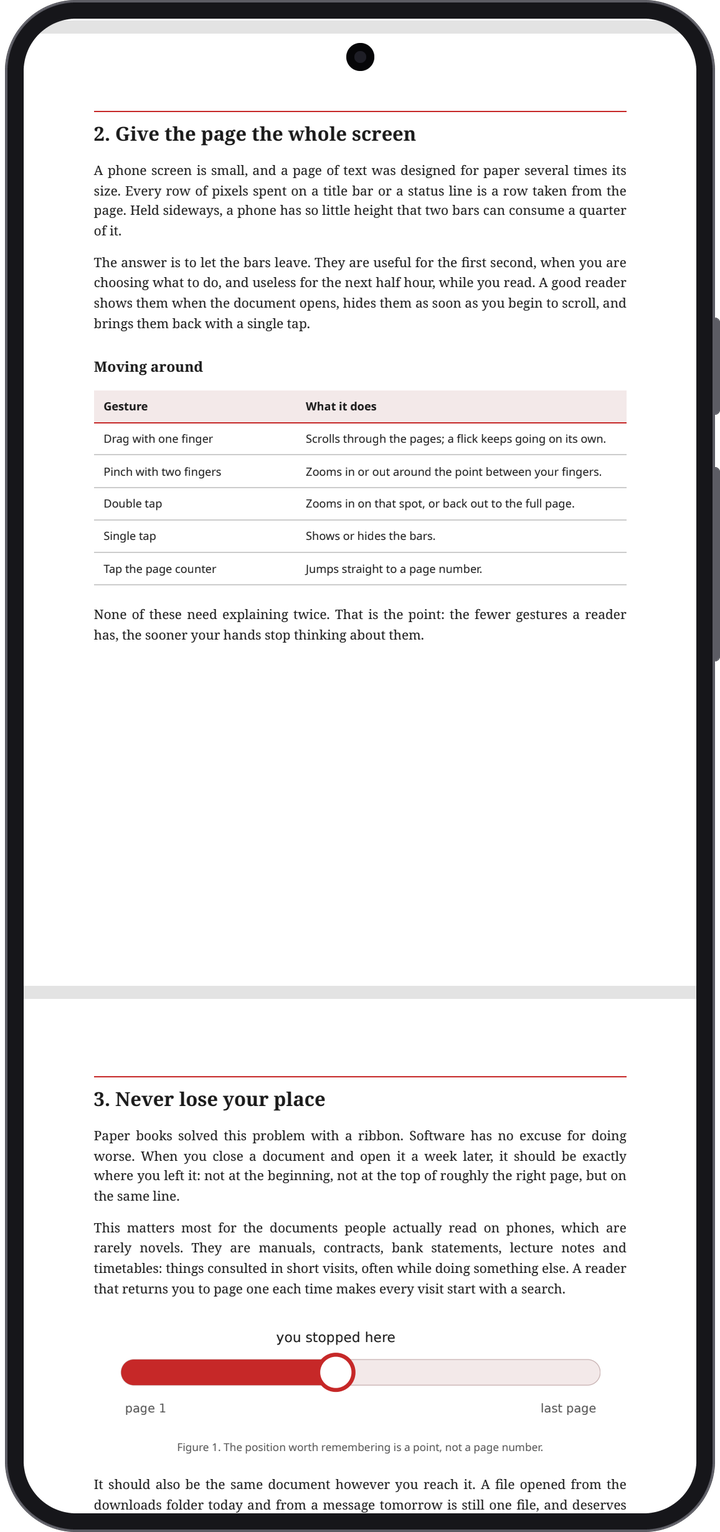 2. Give the page the whole screen
A phone screen is small, and a page of text was designed for paper several times its
size. Every row of pixels spent on a title bar or a status line is a row taken from the
page. Held sideways, a phone has so little height that two bars can consume a quarter
of it.
The answer is to let the bars leave. They are useful for the first second, when you are
choosing what to do, and useless for the next half hour, while you read. A good reader
shows them when the document opens, hides them as soon as you begin to scroll, and
brings them back with a single tap.
Moving around
Gesture What it does
Drag with one finger Scrolls through the pages; a flick keeps going on its own.
Pinch with two fingers Zooms in or out around the point between your fingers.
Double tap Zooms in on that spot, or back out to the full page.
Single tap Shows or hides the bars.
Tap the page counter Jumps straight to a page number.
None of these need explaining twice. That is the point: the fewer gestures a reader
has, the sooner your hands stop thinking about them.
3. Never lose your place
Paper books solved this problem with a ribbon. Software has no excuse for doing
worse. When you close a document and open it a week later, it should be exactly
where you left it: not at the beginning, not at the top of roughly the right page, but on
the same line.
This matters most for the documents people actually read on phones, which are
rarely novels. They are manuals, contracts, bank statements, lecture notes and
timetables: things consulted in short visits, often while doing something else. A reader
that returns you to page one each time makes every visit start with a search.
you stopped here
page 1 last page
Figure 1. The position worth remembering is a point, not a page number.
It should also be the same document however you reach it. A file opened from the
downloads folder today and from a message tomorrow is still one file, and deserves